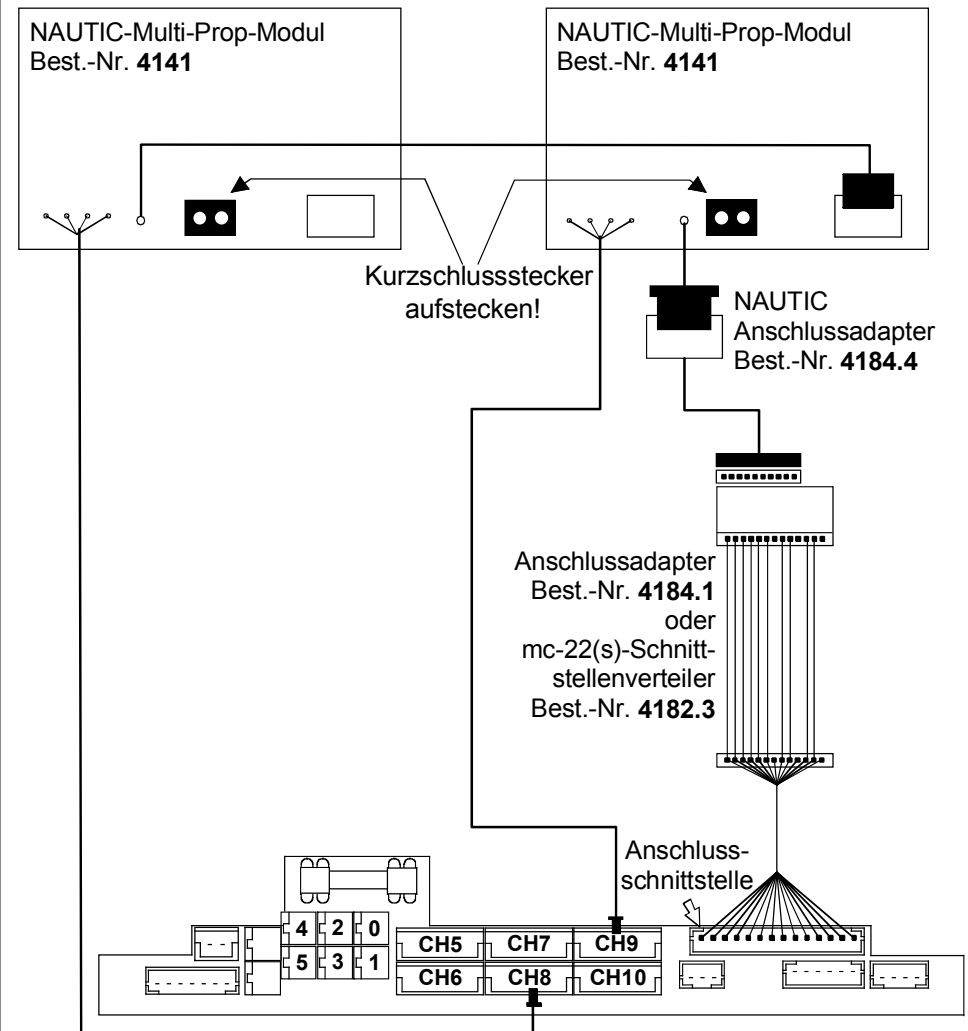 NAUTIC-Multi-Prop-Modul
Best.-Nr. 4141
NAUTIC-Multi-Prop-Modul
Best.-Nr. 4141
Kurzschlussstecker
aufstecken!
NAUTIC
Anschlussadapter
Best.-Nr. 4184.4
Anschlussadapter
Best.-Nr. 4184.1
oder
mc-22(s)-Schnitt-
stellenverteiler
Best.-Nr. 4182.3
Anschluss-
schnittstelle
4 2 0
5 3 1
CH5 CH7 CH9
CH6 CH8 CH10